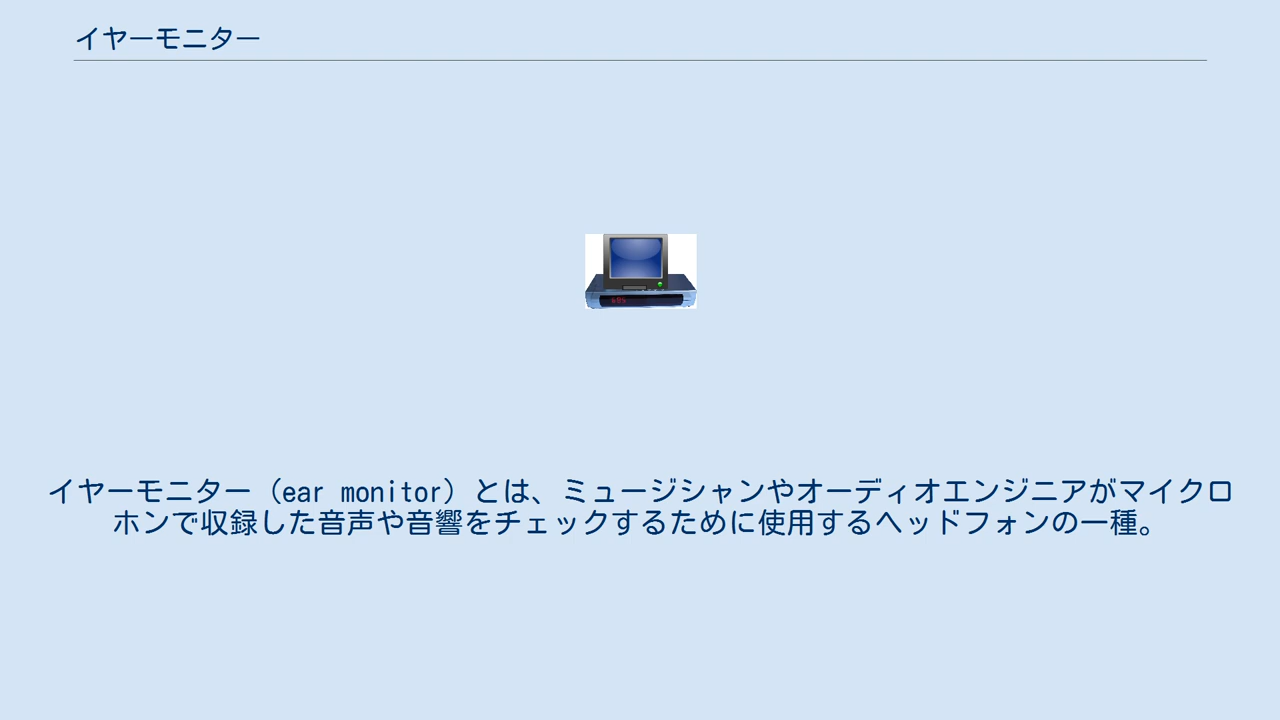 イヤーモニター
685
イヤーモニター（ear monitor）とは、ミュージシャンやオーディオエンジニアがマイクロ
ホンで収録した音声や音響をチェックするために使用するヘッドフォンの一種。